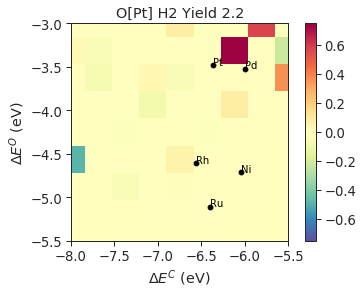 O[Pt] H2 Yield 2.2
−3.0
−3.5
−4.0
−4.5
−5.0
−5.5
ΔE^O (eV)
Pt
Pd
Rh
Ni
Ru
−8.0 −7.5 −7.0 −6.5 −6.0 −5.5
ΔE^C (eV)
0.6
0.4
0.2
0.0
−0.2
−0.4
−0.6